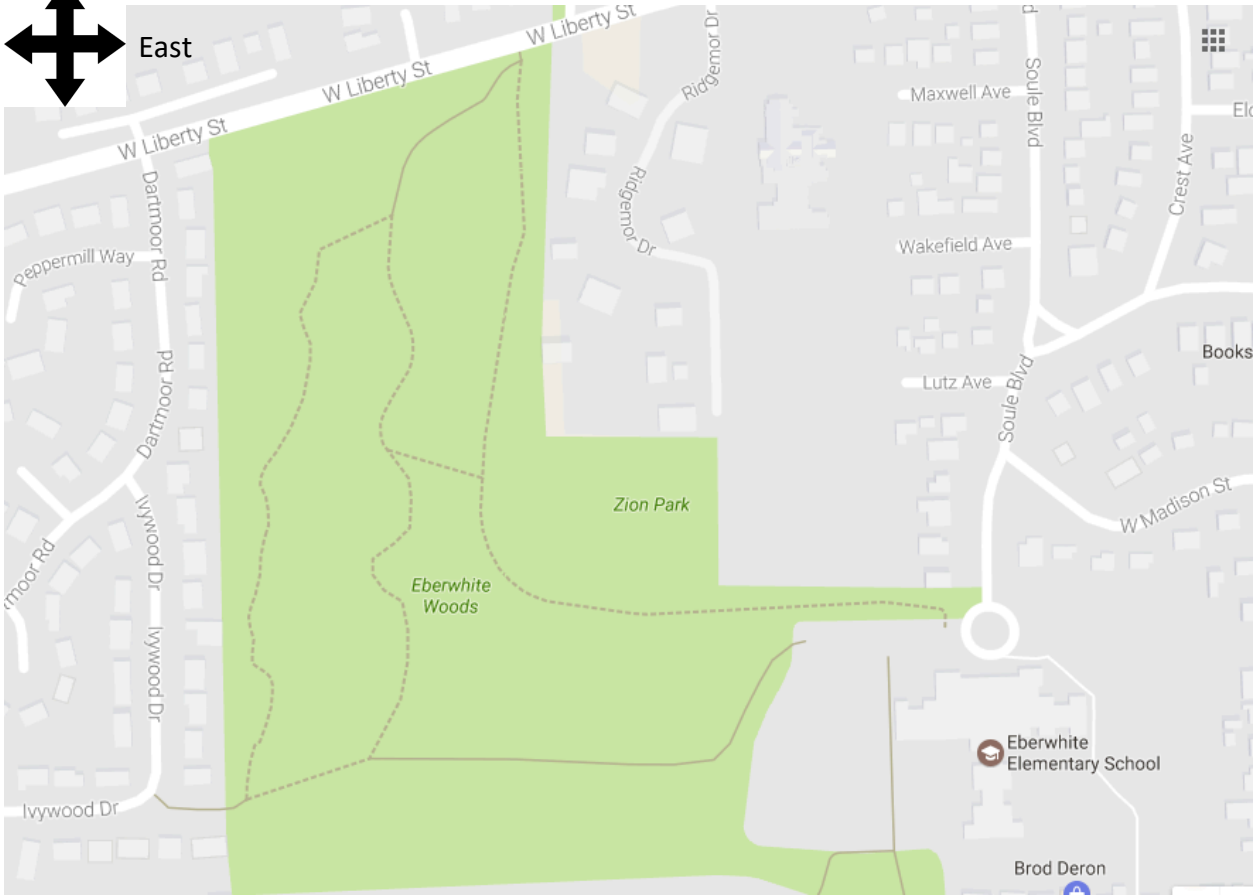 East
W Liberty St
W Liberty St
W Liberty St
Ridgemor Dr
Ridgemor Dr
Maxwell Ave
Soule Blvd
Crest Ave
Wakefield Ave
Dartmoor Rd
Peppermill Way
Dartmoor Rd
Lutz Ave
Books
Soule Blvd
W Madison St
Zion Park
Ivywood Dr
moor Rd
Eberwhite
Woods
Ivywood Dr
Eberwhite
Elementary School
Ivywood Dr
Brod Deron